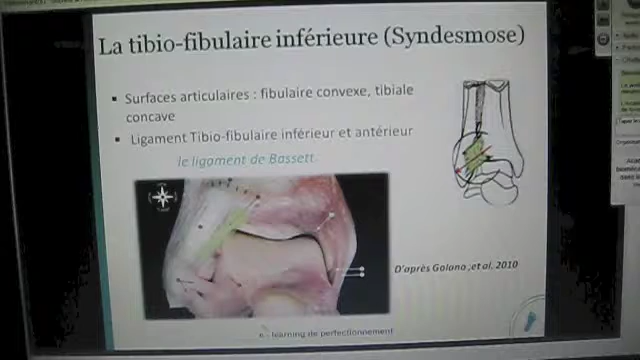 La tibio-fibulaire inférieure (Syndesmose)
▪ Surfaces articulaires : fibulaire convexe, tibiale
concave
▪ Ligament Tibio-fibulaire inférieur et antérieur
le ligament de Bassett
D'après Golano ,et al. 2010
e - learning de perfectionnement